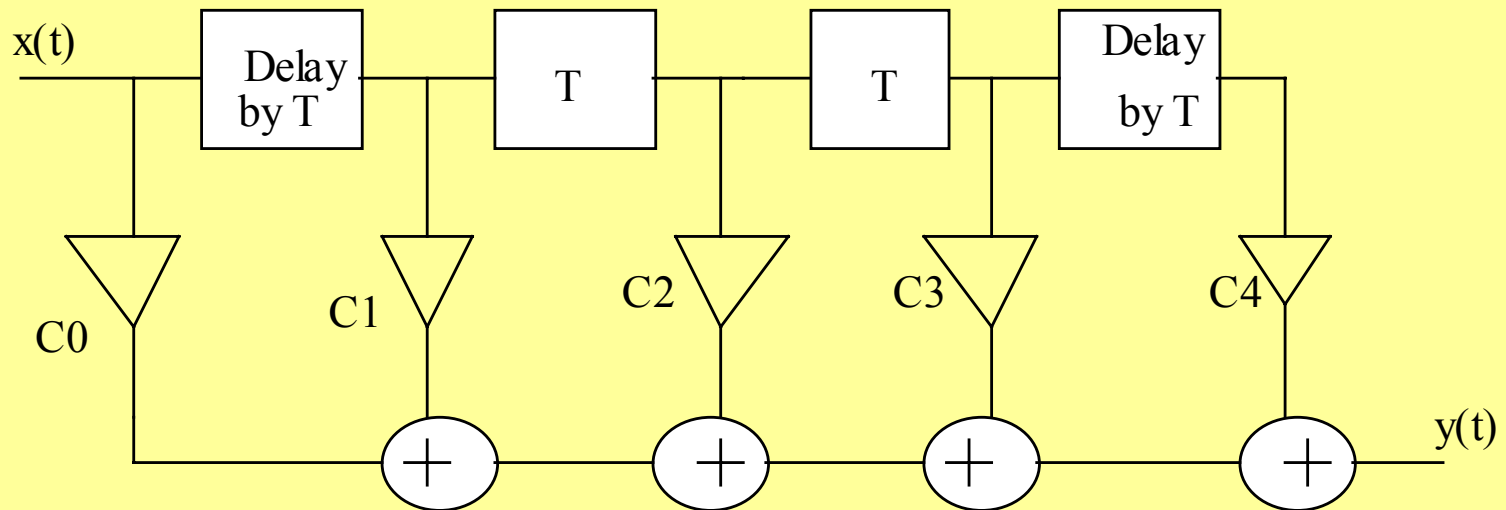 x(t)
Delay
by T
T
T
Delay
by T
C0
C1
C2
C3
C4
+
+
+
+
y(t)